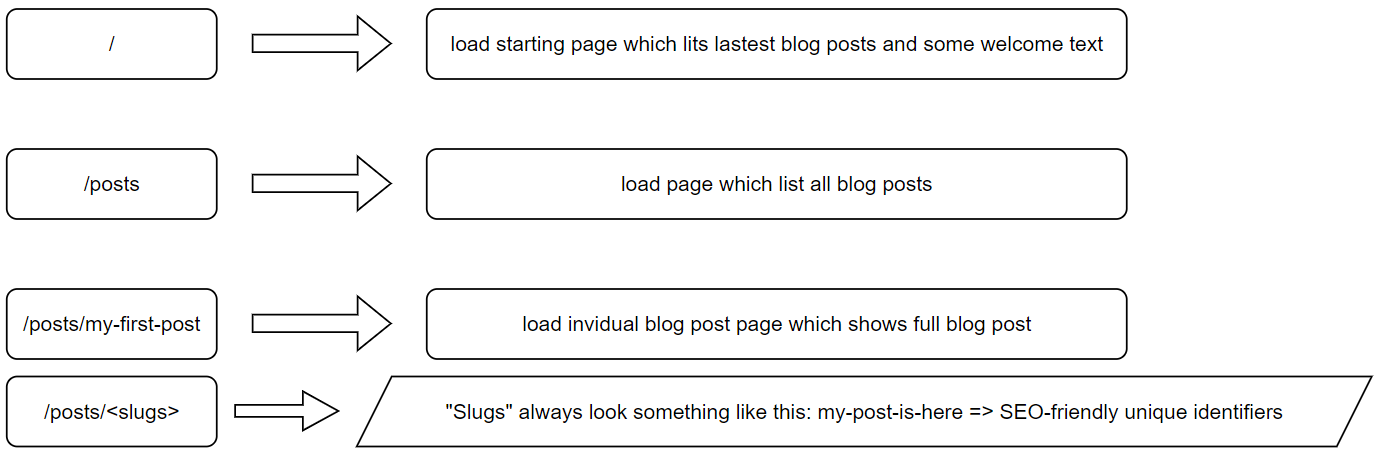 /
load starting page which lits lastest blog posts and some welcome text
/posts
load page which list all blog posts
/posts/my-first-post
load invidual blog post page which shows full blog post
/posts/<slugs>
"Slugs" always look something like this: my-post-is-here => SEO-friendly unique identifiers